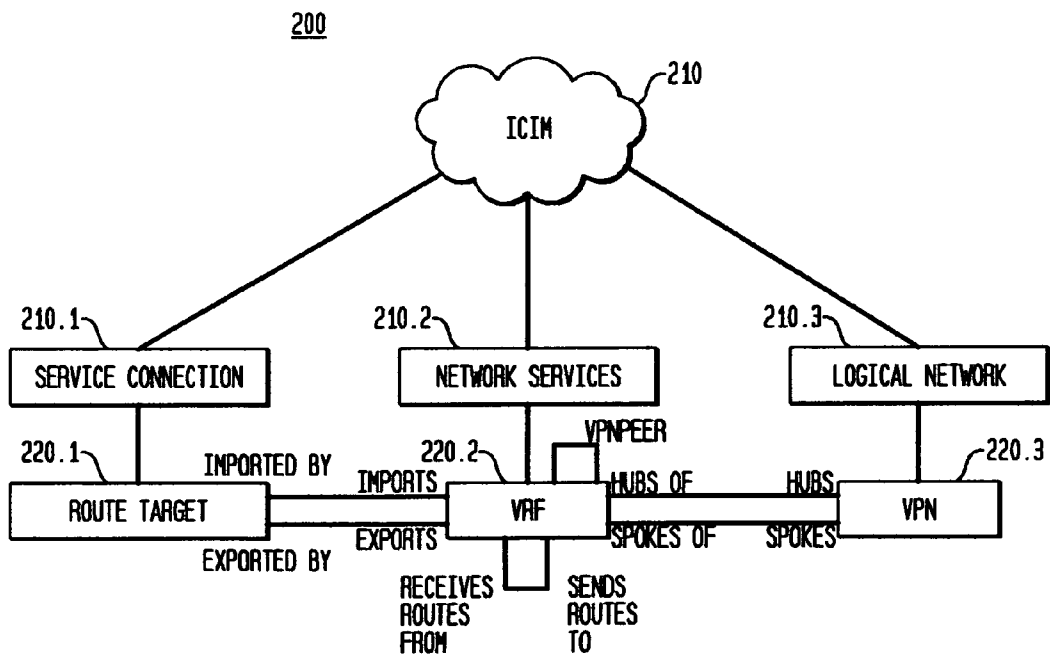 200
210
ICIM
210.1
210.2
210.3
SERVICE CONNECTION
NETWORK SERVICES
LOGICAL NETWORK
VPNPEER
220.1
IMPORTED BY
220.2
220.3
IMPORTS
HUBS OF
HUBS
ROUTE TARGET
VRF
VPN
EXPORTED BY
EXPORTS
SPOKES OF
SPOKES
RECEIVES
ROUTES
FROM
SENDS
ROUTES
TO